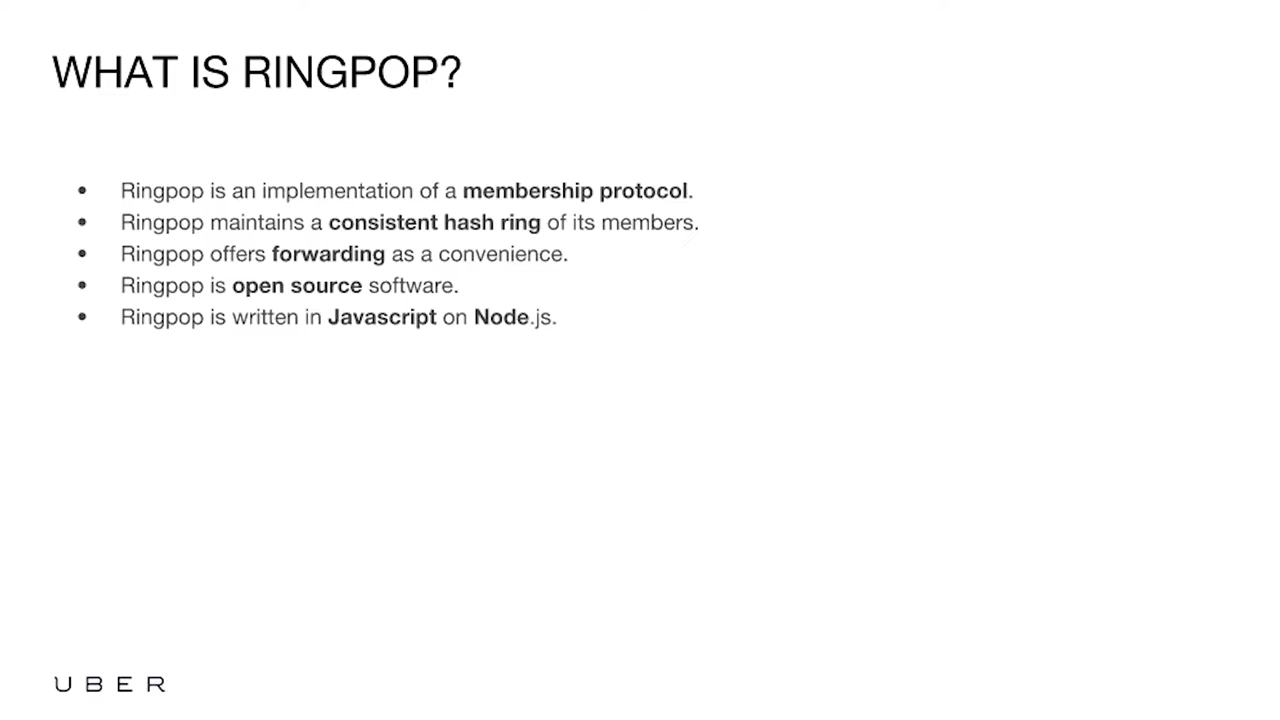 WHAT IS RINGPOP?
• Ringpop is an implementation of a membership protocol.
• Ringpop maintains a consistent hash ring of its members.
• Ringpop offers forwarding as a convenience.
• Ringpop is open source software.
• Ringpop is written in Javascript on Node.js.
UBER